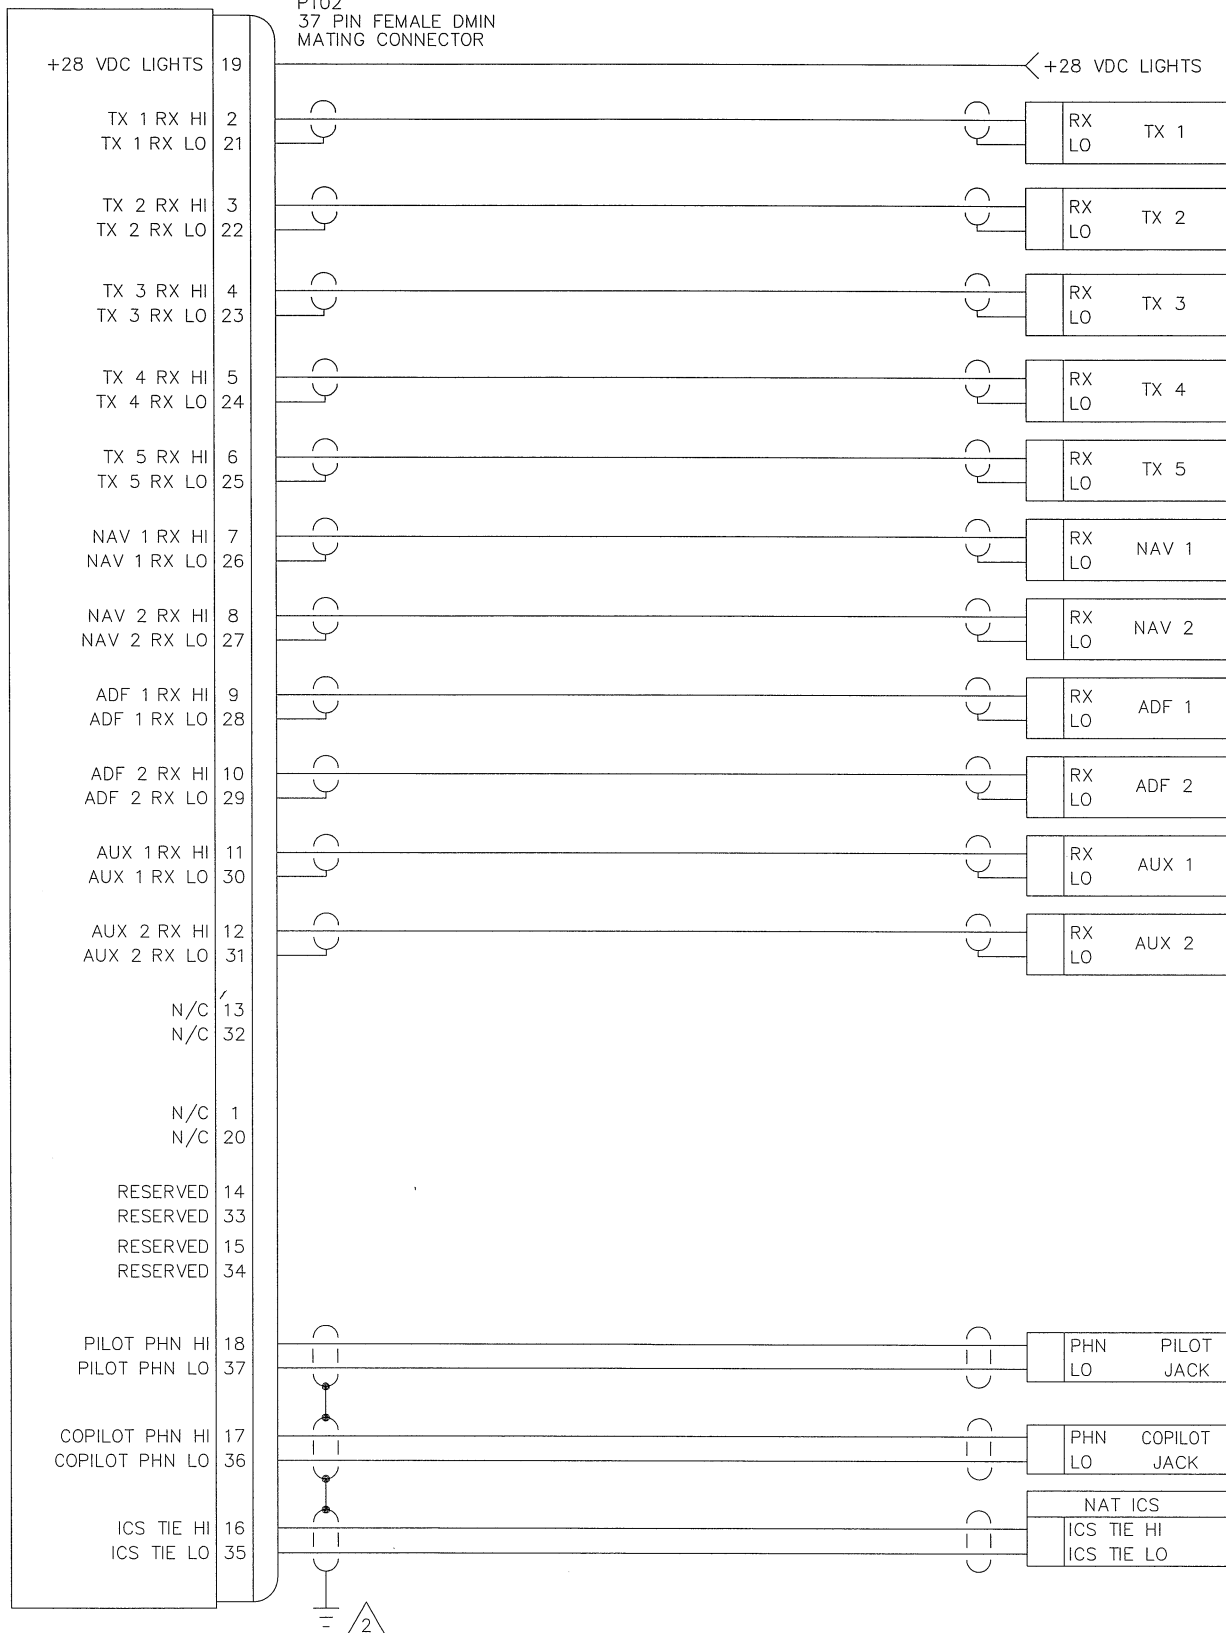 P102
37 PIN FEMALE DMIN
MATING CONNECTOR
+28 VDC LIGHTS 19 +28 VDC LIGHTS
TX 1 RX HI 2 RX TX 1
TX 1 RX LO 21 LO
TX 2 RX HI 3 RX TX 2
TX 2 RX LO 22 LO
TX 3 RX HI 4 RX TX 3
TX 3 RX LO 23 LO
TX 4 RX HI 5 RX TX 4
TX 4 RX LO 24 LO
TX 5 RX HI 6 RX TX 5
TX 5 RX LO 25 LO
NAV 1 RX HI 7 RX NAV 1
NAV 1 RX LO 26 LO
NAV 2 RX HI 8 RX NAV 2
NAV 2 RX LO 27 LO
ADF 1 RX HI 9 RX ADF 1
ADF 1 RX LO 28 LO
ADF 2 RX HI 10 RX ADF 2
ADF 2 RX LO 29 LO
AUX 1 RX HI 11 RX AUX 1
AUX 1 RX LO 30 LO
AUX 2 RX HI 12 RX AUX 2
AUX 2 RX LO 31 LO
N/C 13
N/C 32
N/C 1
N/C 20
RESERVED 14
RESERVED 33
RESERVED 15
RESERVED 34
PILOT PHN HI 18 PHN PILOT
PILOT PHN LO 37 LO JACK
COPILOT PHN HI 17 PHN COPILOT
COPILOT PHN LO 36 LO JACK
NAT ICS
ICS TIE HI 16 ICS TIE HI
ICS TIE LO 35 ICS TIE LO
2